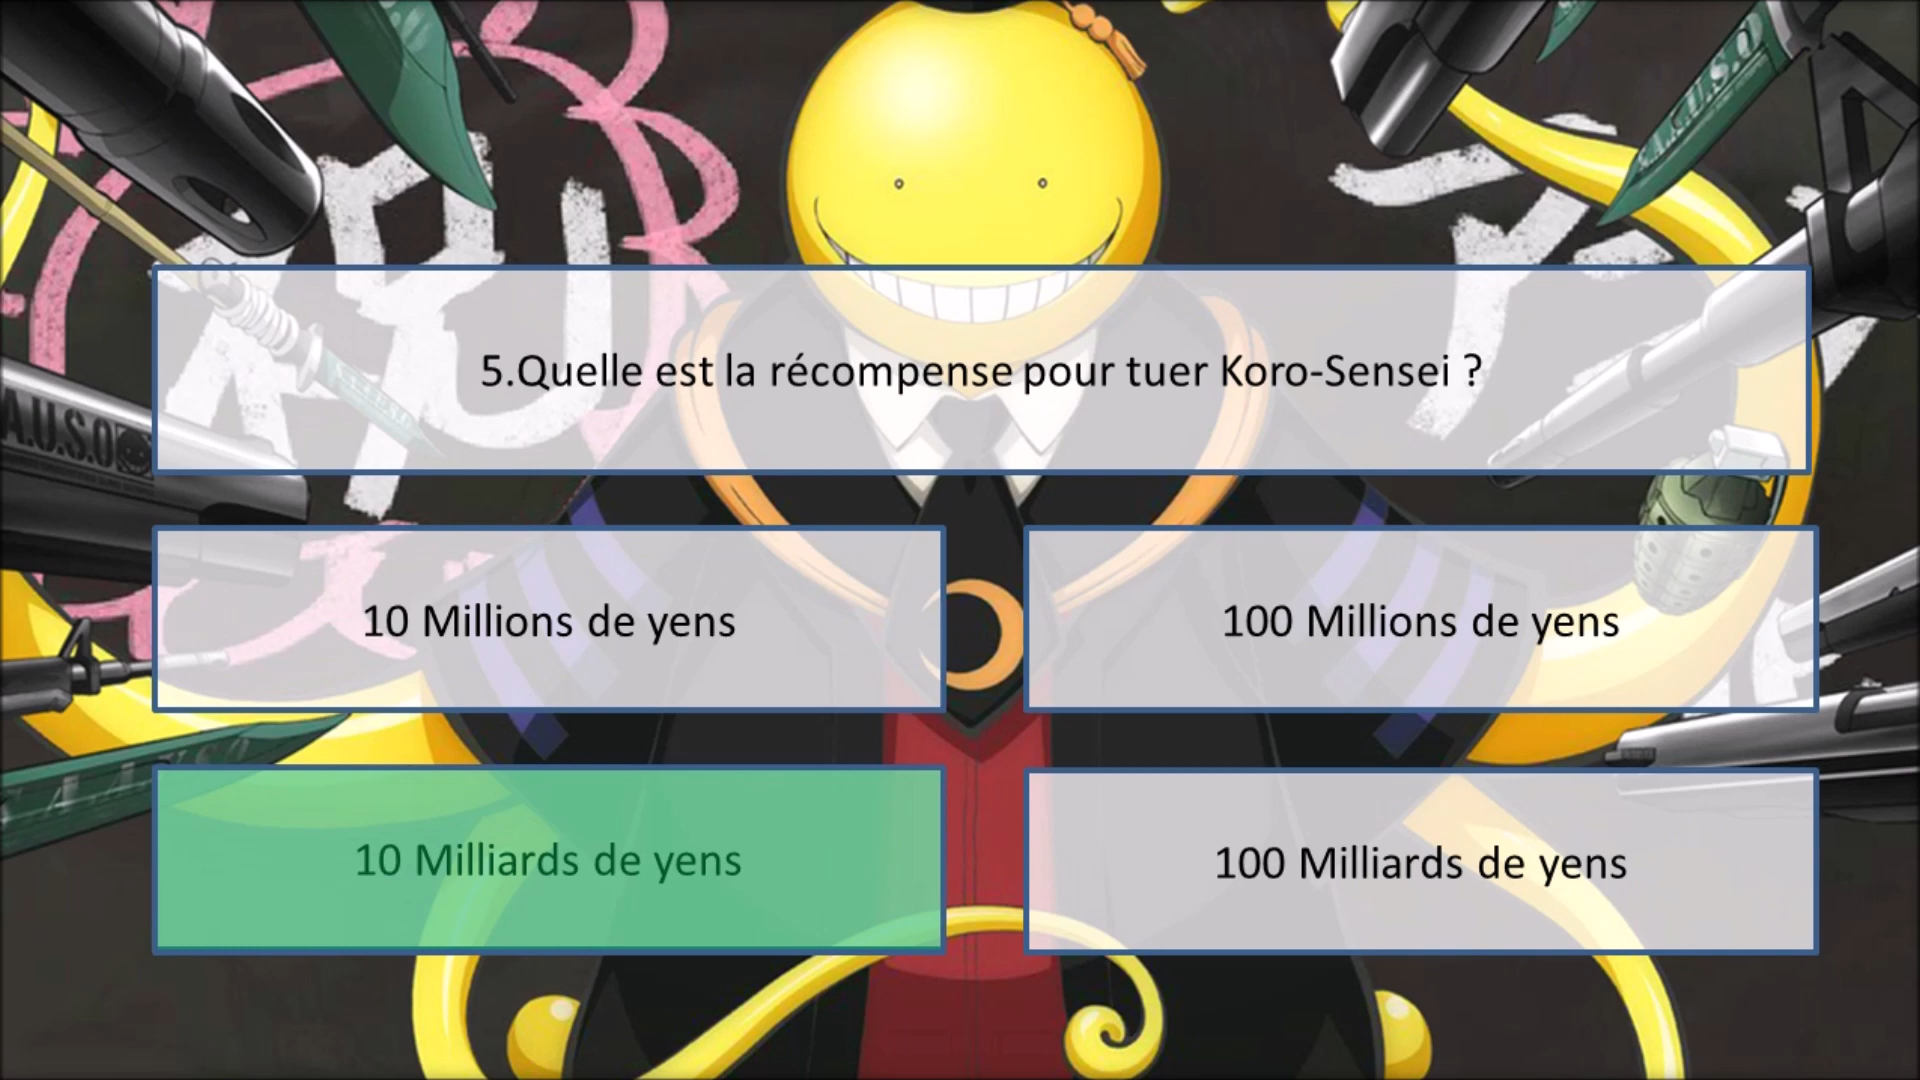 A.U.S.O
5.Quelle est la récompense pour tuer Koro-Sensei ?
10 Millions de yens
100 Millions de yens
10 Milliards de yens
100 Milliards de yens